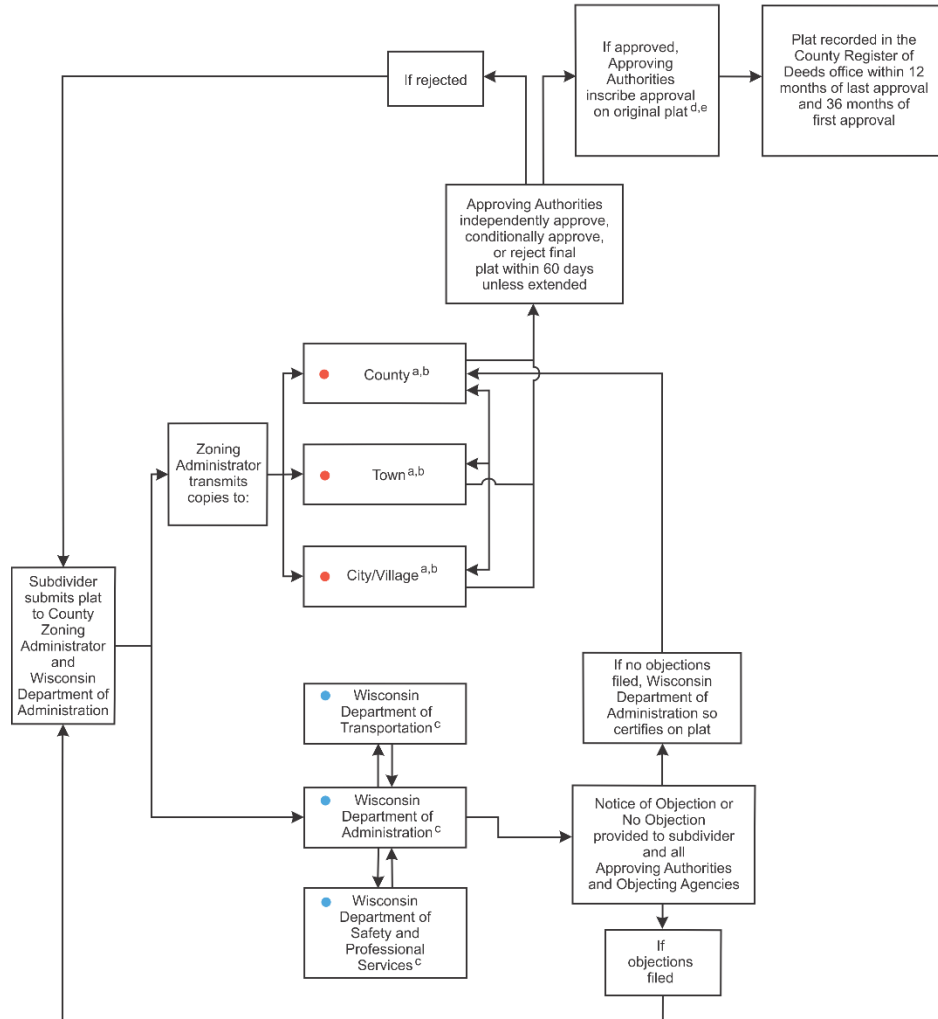 If rejected
If approved,
Approving
Authorities
inscribe approval
on original plat d,e
Plat recorded in the
County Register of
Deeds office within 12
months of last approval
and 36 months of
first approval
Approving Authorities
independently approve,
conditionally approve,
or reject final
plat within 60 days
unless extended
County a,b
Zoning
Administrator
transmits
copies to:
Town a,b
City/Village a,b
Subdivider
submits plat
to County
Zoning
Administrator
and
Wisconsin
Department of
Administration
Wisconsin
Department of
Transportation c
If no objections
filed, Wisconsin
Department of
Administration so
certifies on plat
Wisconsin
Department of
Administration c
Notice of Objection or
No Objection
provided to subdivider
and all
Approving Authorities
and Objecting Agencies
Wisconsin
Department of
Safety and
Professional
Services c
If
objections
filed